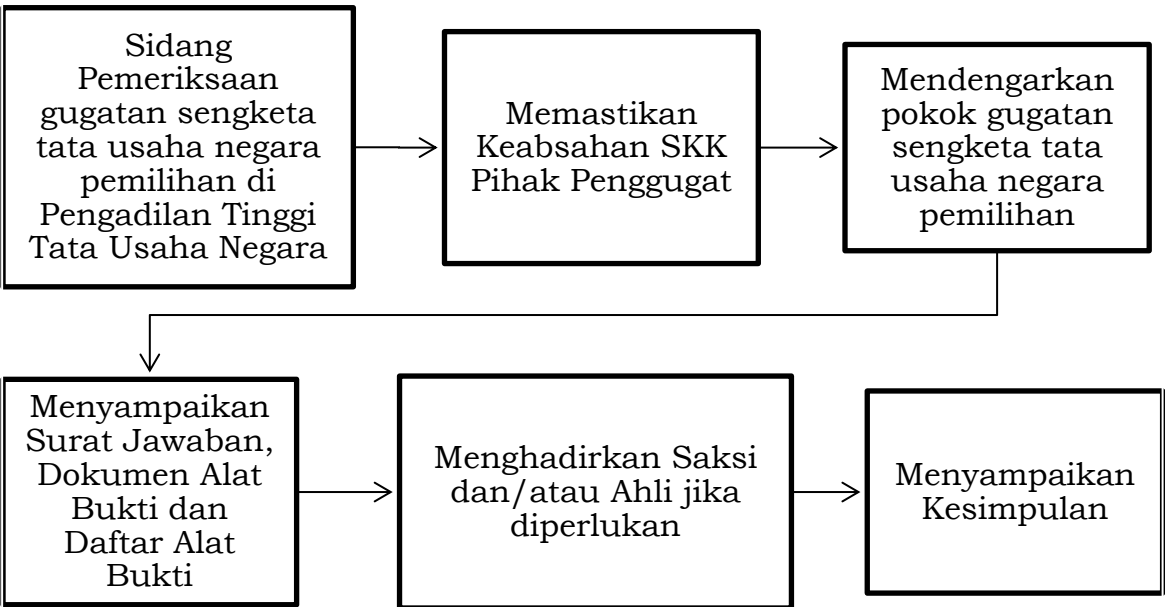 Sidang
Pemeriksaan
gugatan sengketa
tata usaha negara
pemilihan di
Pengadilan Tinggi
Tata Usaha Negara
Memastikan
Keabsahan SKK
Pihak Penggugat
Mendengarkan
pokok gugatan
sengketa tata
usaha negara
pemilihan
Menyampaikan
Surat Jawaban,
Dokumen Alat
Bukti dan
Daftar Alat
Bukti
Menghadirkan Saksi
dan/atau Ahli jika
diperlukan
Menyampaikan
Kesimpulan